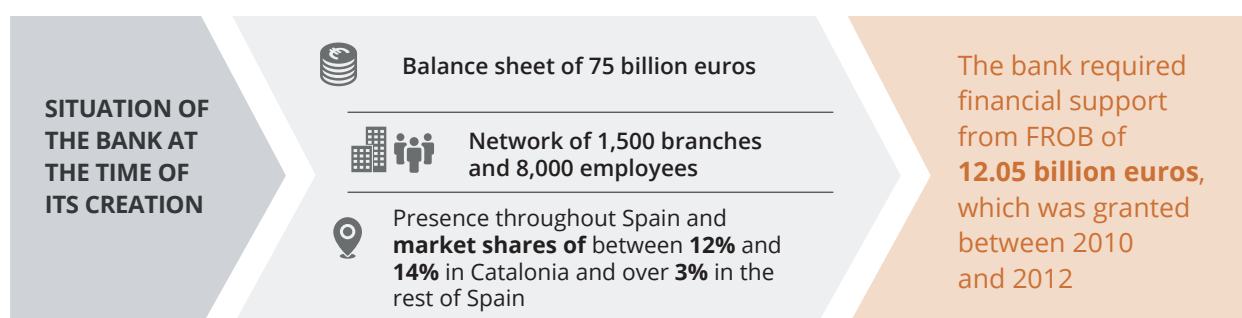 SITUATION OF
THE BANK AT
THE TIME OF
ITS CREATION
Balance sheet of 75 billion euros
Network of 1,500 branches
and 8,000 employees
Presence throughout Spain and
market shares of between 12% and
14% in Catalonia and over 3% in the
rest of Spain
The bank required
financial support
from FROB of
12.05 billion euros,
which was granted
between 2010
and 2012